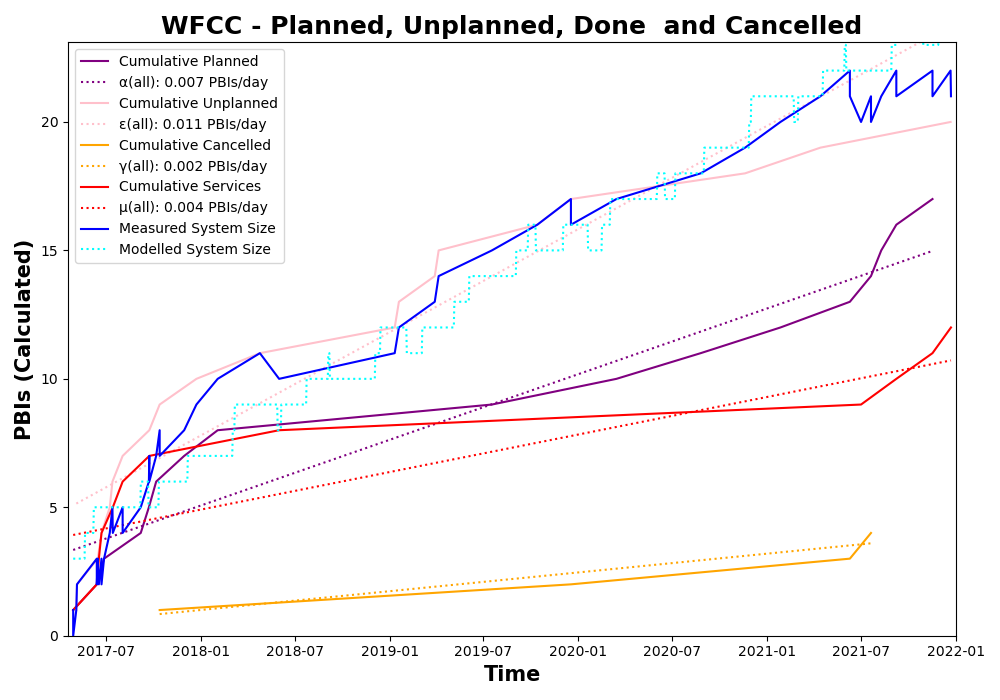 WFCC - Planned, Unplanned, Done  and Cancelled
Cumulative Planned
α(all): 0.007 PBIs/day
Cumulative Unplanned
ε(all): 0.011 PBIs/day
Cumulative Cancelled
γ(all): 0.002 PBIs/day
Cumulative Services
μ(all): 0.004 PBIs/day
Measured System Size
Modelled System Size
PBIs (Calculated)
20
15
10
5
0
2017-07 2018-01 2018-07 2019-01 2019-07 2020-01 2020-07 2021-01 2021-07 2022-01
Time